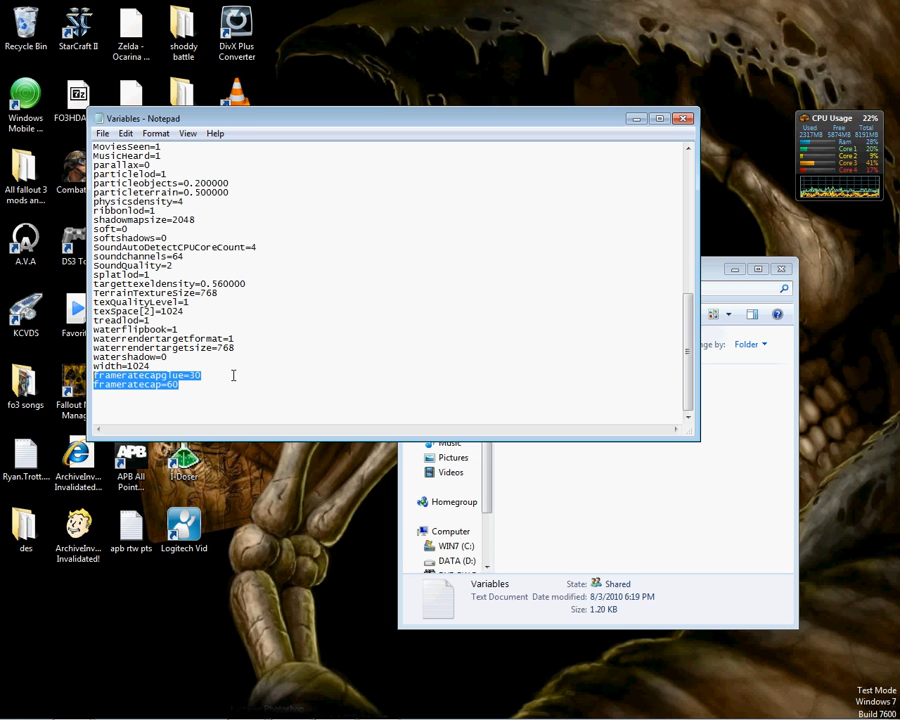 Recycle Bin
StarCraft II
Zelda - Ocarina ...
shoddy battle
DivX Plus Converter
Windows Mobile ...
FO3HDA
All fallout 3 mods an...
Combat
A.V.A
DS3 To
KCVDS
Favori
fo3 songs
Fallout Mana
Ryan.Trott....
ArchiveInv... Invalidated...
APB All Point...
I-Doser
des
ArchiveInv... Invalidated!
apb rtw pts
Logitech Vid
Variables - Notepad
File Edit Format View Help
MoviesSeen=1
MusicHeard=1
parallax=0
particlelod=1
particleobjects=0.200000
particleterrain=0.500000
physicsdensity=4
ribbonlod=1
shadowmapsize=2048
soft=0
softshadows=0
SoundAutoDetectCPUCoreCount=4
soundchannels=64
SoundQuality=2
splatlod=1
targettexeldensity=0.560000
TerrainTextureSize=768
texQualityLevel=1
texSpace[2]=1024
treadlod=1
waterflipbook=1
waterrendertargetformat=1
waterrendertargetsize=768
watershadow=0
width=1024
frameratecapglue=30
frameratecap=60
CPU Usage 22%
Used Free Total
2317MB 5874MB 8191MB
Ram 28%
Core 1 20%
Core 2 9%
Core 3 41%
Core 4 17%
nge by: Folder
Music
Pictures
Videos
Homegroup
Computer
WIN7 (C:)
DATA (D:)
Variables State: Shared
Text Document Date modified: 8/3/2010 6:19 PM
Size: 1.20 KB
Test Mode
Windows 7
Build 7600